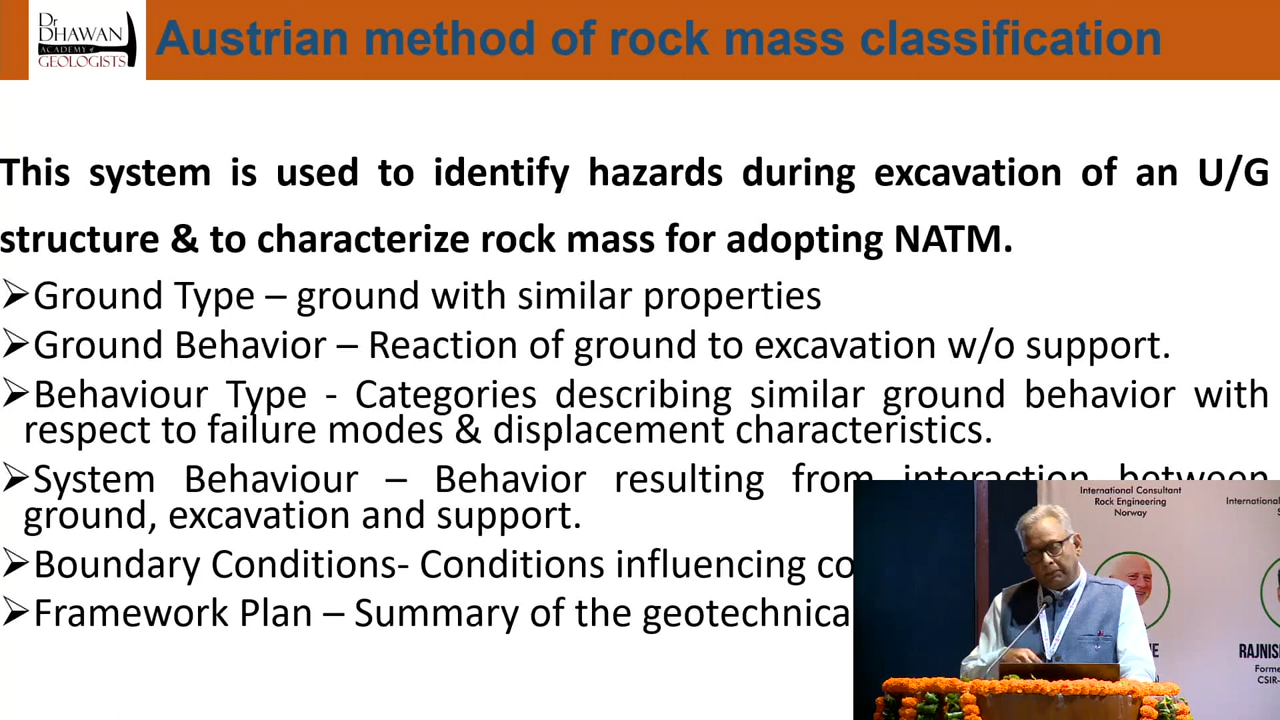 Dr
DHAWAN
ACADEMY of
GEOLOGISTS
Austrian method of rock mass classification
This system is used to identify hazards during excavation of an U/G
structure & to characterize rock mass for adopting NATM.
➢Ground Type – ground with similar properties
➢Ground Behavior – Reaction of ground to excavation w/o support.
➢Behaviour Type - Categories describing similar ground behavior with
respect to failure modes & displacement characteristics.
➢System Behaviour – Behavior resulting from interaction between
ground, excavation and support.
➢Boundary Conditions- Conditions influencing
➢Framework Plan – Summary of the
International Consultant
Rock Engineering
Norway